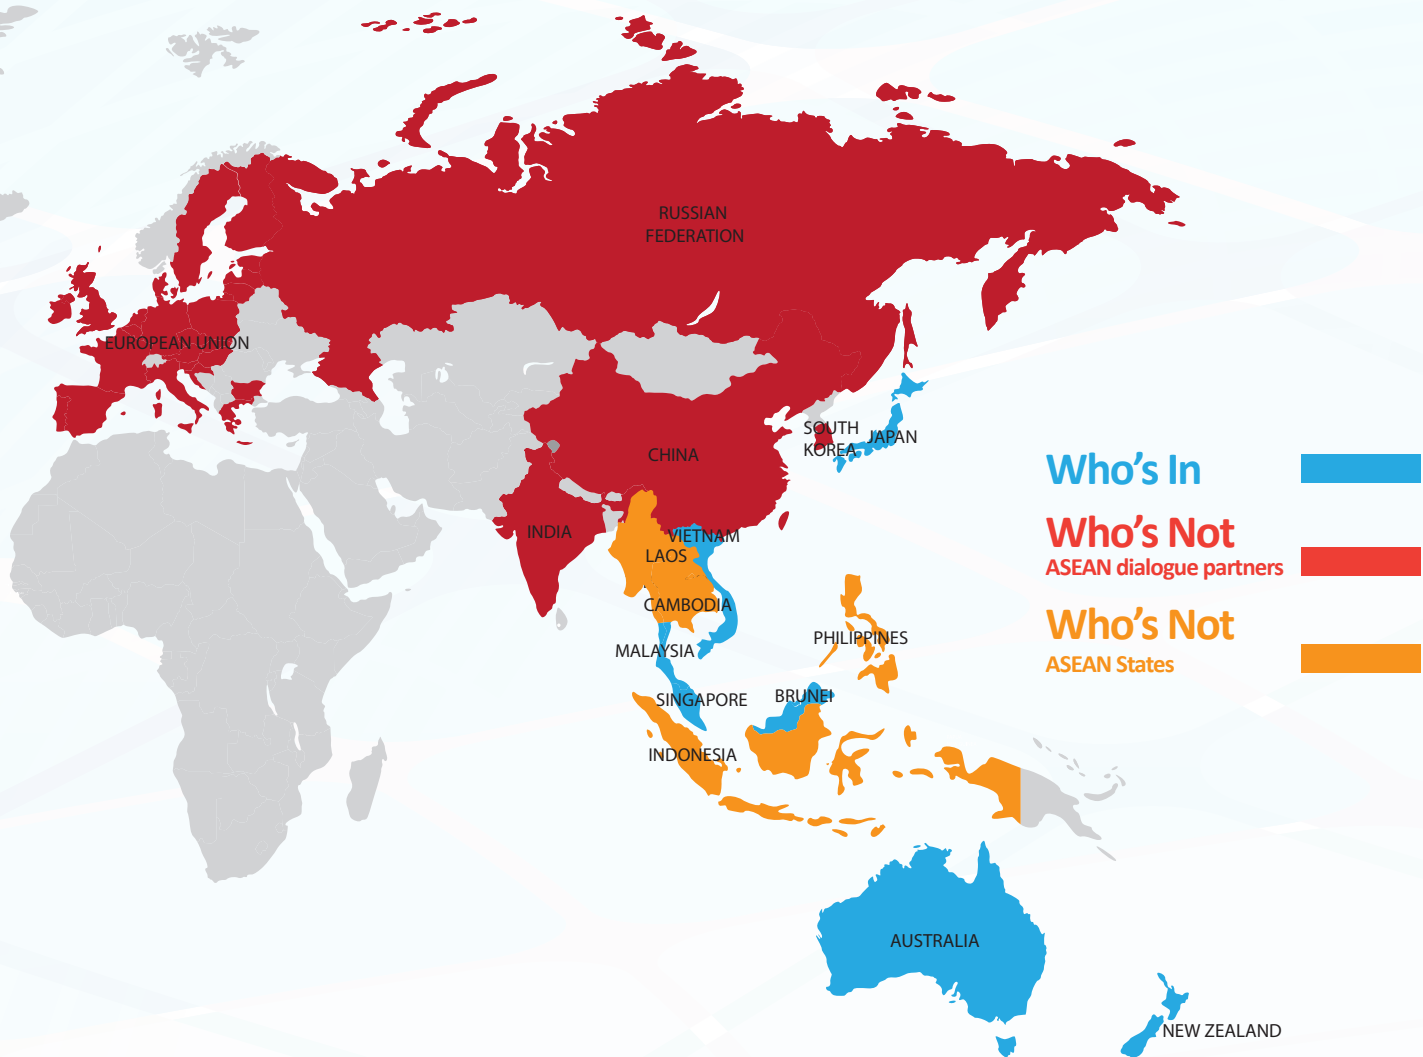 RUSSIAN
FEDERATION
EUROPEAN UNION
SOUTH
KOREA
JAPAN
CHINA
INDIA
VIETNAM
LAOS
CAMBODIA
MALAYSIA
PHILIPPINES
SINGAPORE
BRUNEI
INDONESIA
AUSTRALIA
NEW ZEALAND
Who's In
Who's Not
ASEAN dialogue partners
Who's Not
ASEAN States